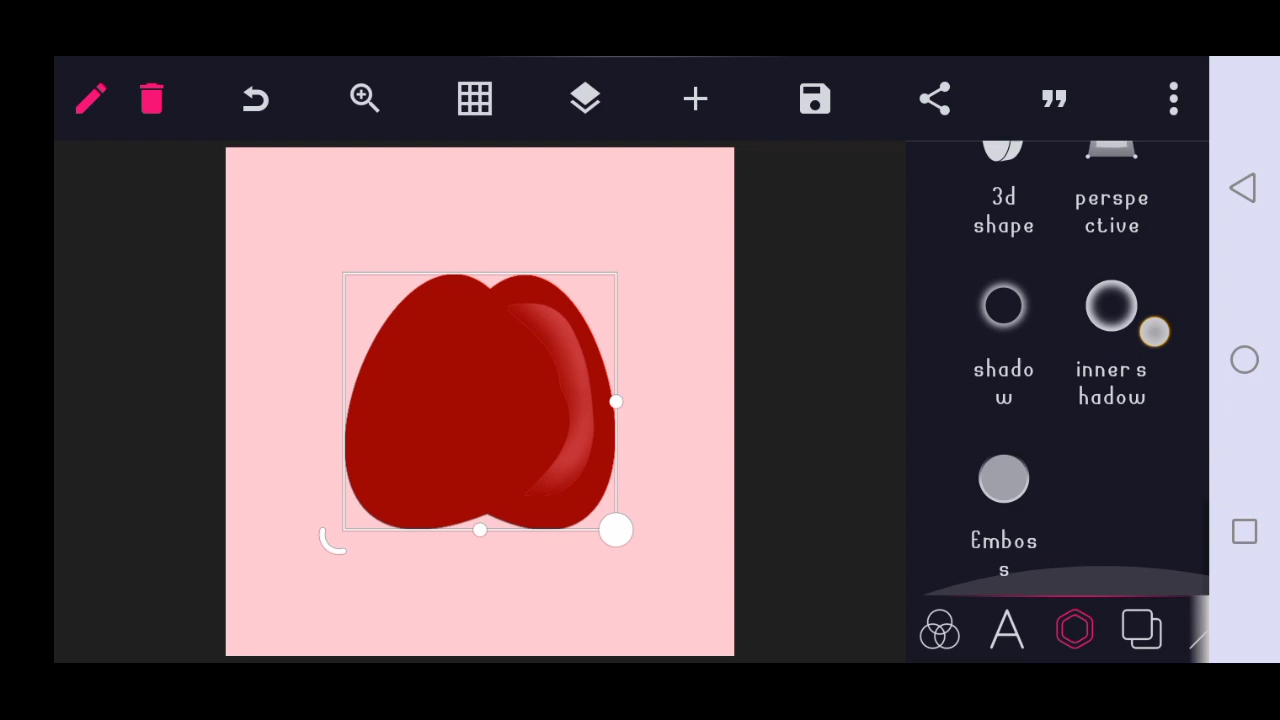 3d
shape
perspe
ctive
shado
w
inner s
hadow
Embos
s